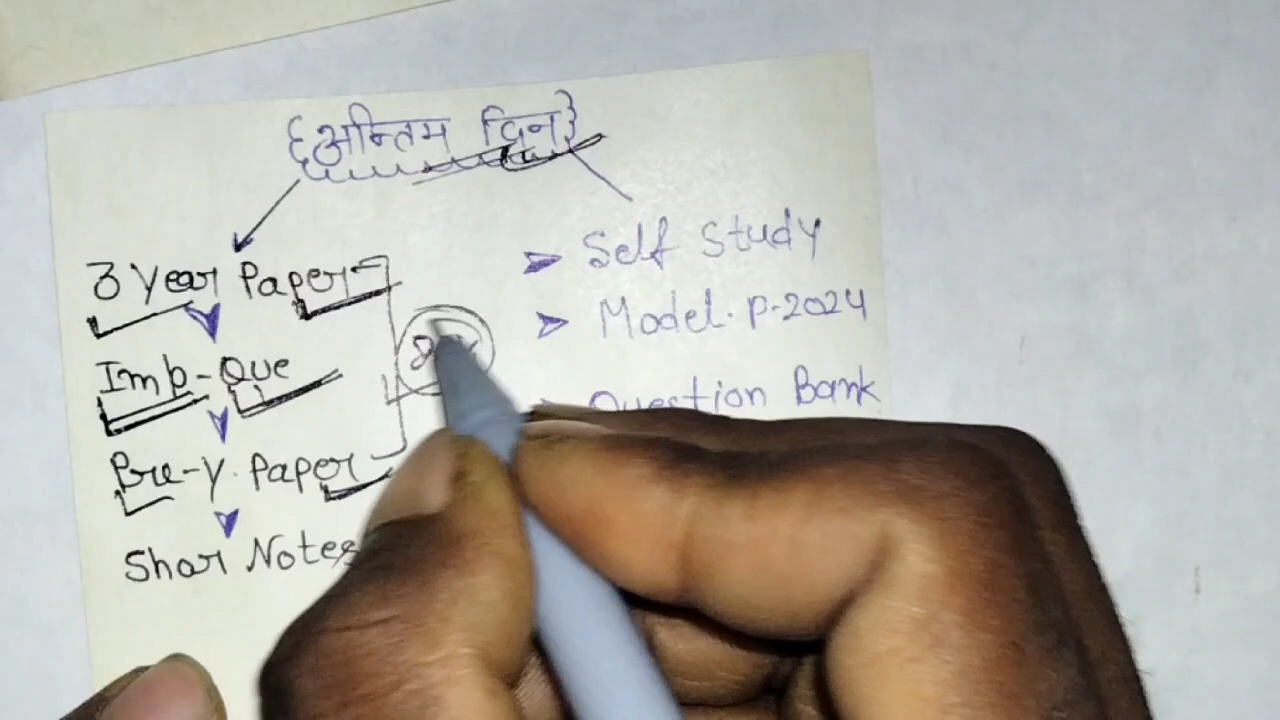 {अन्तिम दिन}
3 Year Paper
Imp-Que
Pre-y. Paper
Shor Notes
Self Study
Model. P-2024
Question Bank